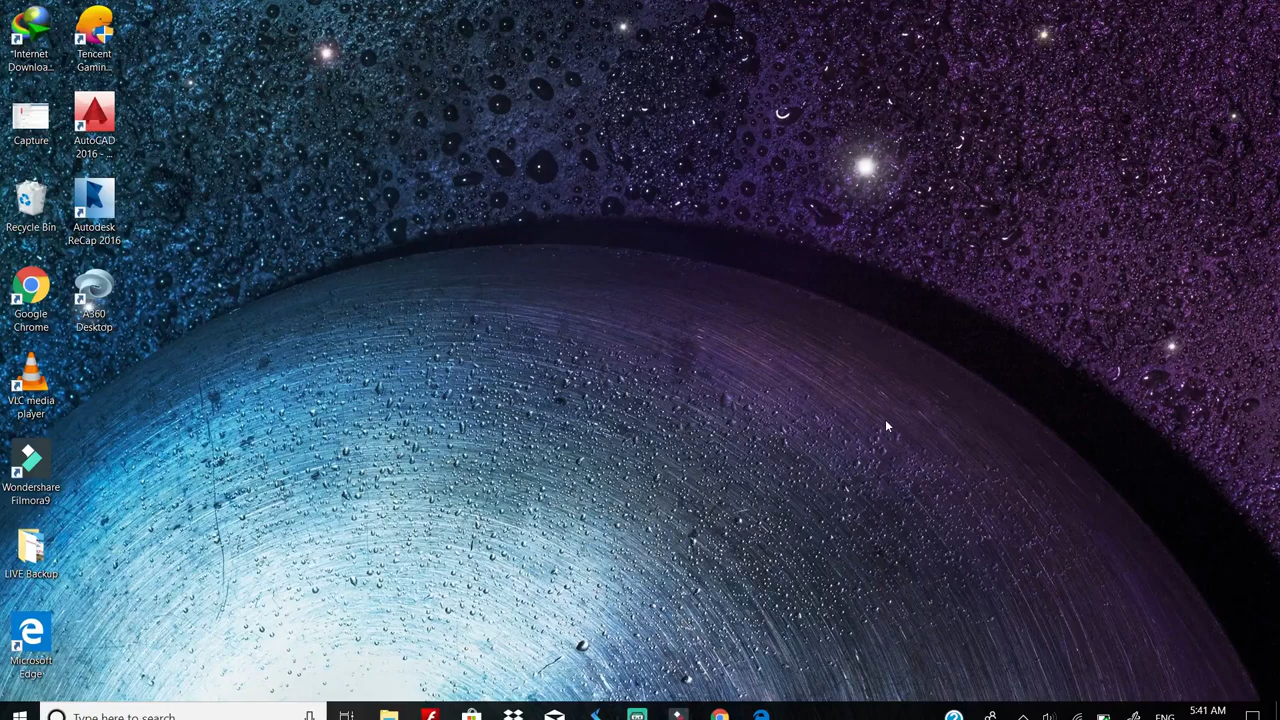 "Internet
Downloa...
Tencent
Gamin...
Capture
AutoCAD
2016 - ...
Recycle Bin
Autodesk
ReCap 2016
Google
Chrome
A360
Desktop
VLC media
player
Wondershare
Filmora9
LIVE Backup
Microsoft
Edge
Type here to search
ENG
5:41 AM